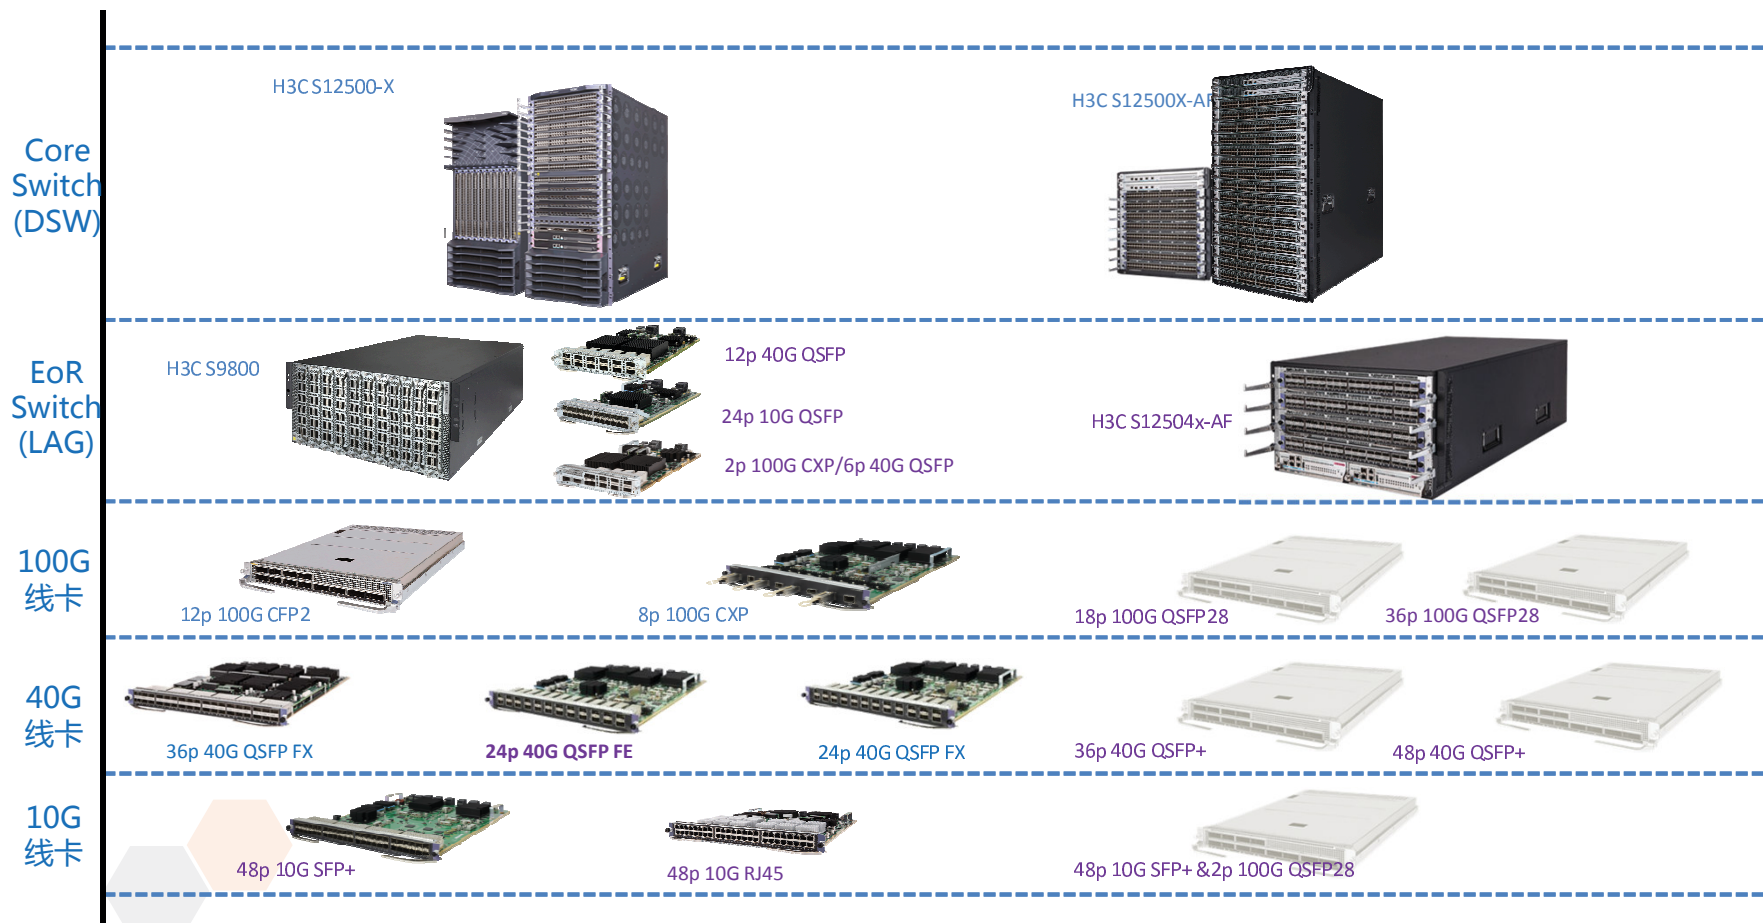 Core
Switch
(DSW)
H3C S12500-X
H3C S12500X-AF
EoR
Switch
(LAG)
H3C S9800
12p 40G QSFP
24p 10G QSFP
2p 100G CXP/6p 40G QSFP
H3C S12504x-AF
100G
线卡
12p 100G CFP2
8p 100G CXP
18p 100G QSFP28
36p 100G QSFP28
40G
线卡
36p 40G QSFP FX
24p 40G QSFP FE
24p 40G QSFP FX
36p 40G QSFP+
48p 40G QSFP+
10G
线卡
48p 10G SFP+
48p 10G RJ45
48p 10G SFP+ &2p 100G QSFP28